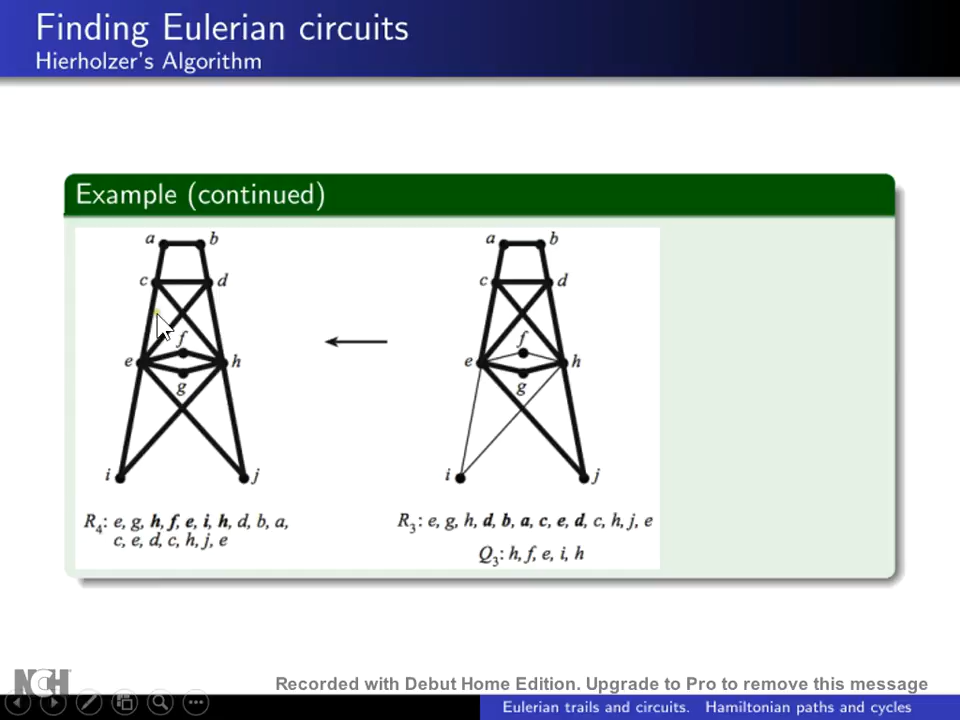 Finding Eulerian circuits
Hierholzer's Algorithm
Example (continued)
a b
c d
f
e h
g
i j
R4: e, g, h, f, e, i, h, d, b, a,
c, e, d, c, h, j, e
a b
c d
f
e h
g
i j
R3: e, g, h, d, b, a, c, e, d, c, h, j, e
Q3: h, f, e, i, h
NCH
Recorded with Debut Home Edition. Upgrade to Pro to remove this message
Eulerian trails and circuits. Hamiltonian paths and cycles